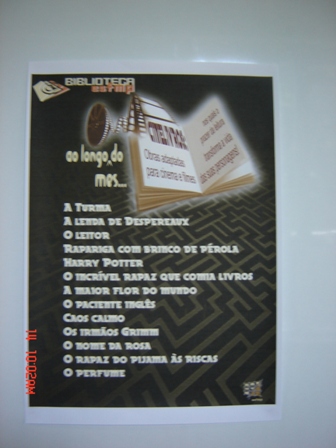 BIBLIOTECA
ao longo do
mes...
Obras adaptadas
para cinema e filmes
A Turma
A lenda de Despereaux
O leitor
Rapariga com brinco de pérola
Harry Potter
O incrível rapaz que comia livros
A maior flor do mundo
O paciente inglês
Caos calmo
Os irmãos Grimm
O nome da rosa
O rapaz do pijama às riscas
O perfume